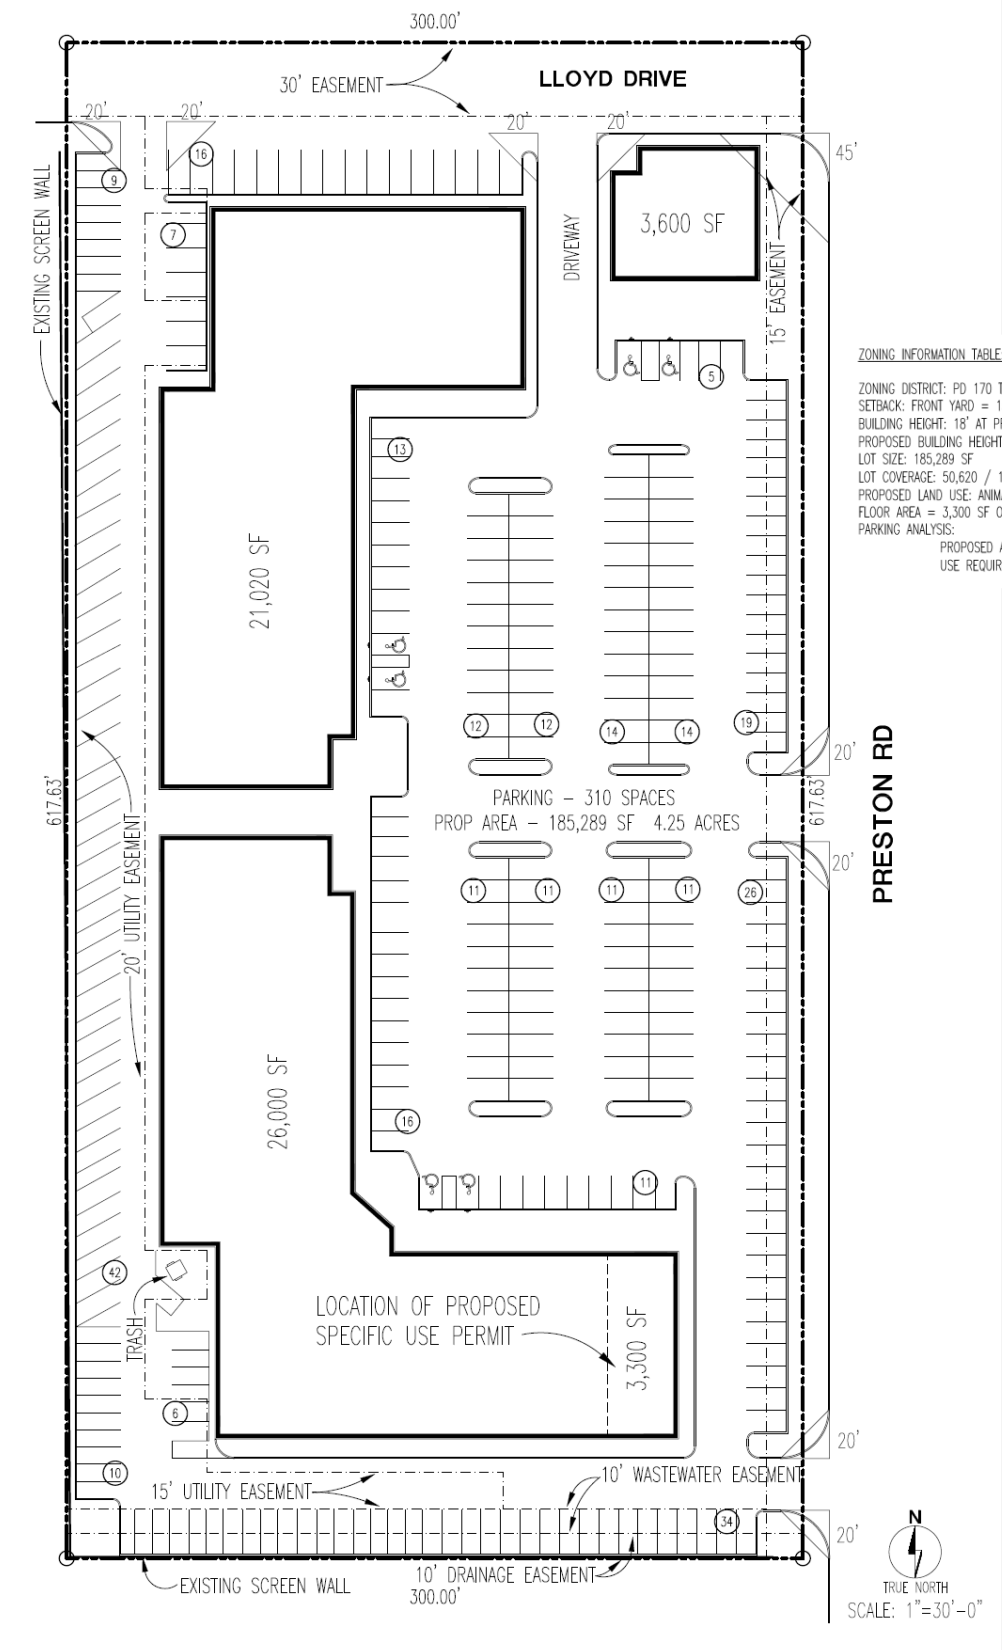 300.00'
30' EASEMENT
LLOYD DRIVE
20'
20'
20'
20'
45'
16
9
7
EXISTING SCREEN WALL
DRIVEWAY
3,600 SF
15' EASEMENT
5
ZONING INFORMATION TABLE
ZONING DISTRICT: PD 170 T
SETBACK: FRONT YARD = 1
BUILDING HEIGHT: 18' AT P
PROPOSED BUILDING HEIGHT
LOT SIZE: 185,289 SF
LOT COVERAGE: 50,620 / 1
PROPOSED LAND USE: ANIM
FLOOR AREA = 3,300 SF O
PARKING ANALYSIS:
PROPOSED A
USE REQUIR
13
21,020 SF
12
12
14
14
19
20'
617.63'
617.63'
PRESTON RD
PARKING – 310 SPACES
PROP AREA – 185,289 SF 4.25 ACRES
20'
20' UTILITY EASEMENT
11
11
11
11
26
26,000 SF
16
11
42
TRASH
LOCATION OF PROPOSED
SPECIFIC USE PERMIT
3,300 SF
6
20'
10
10' WASTEWATER EASEMENT
15' UTILITY EASEMENT
34
20'
EXISTING SCREEN WALL
10' DRAINAGE EASEMENT
300.00'
N
TRUE NORTH
SCALE: 1"=30'-0"